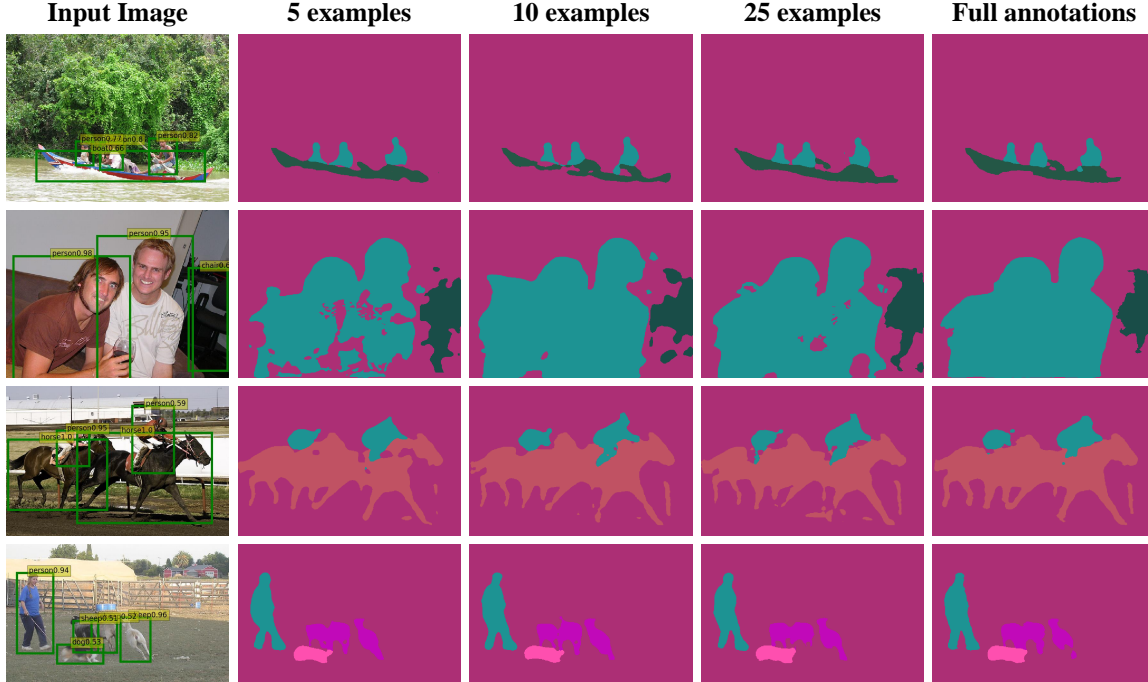 Input Image 5 examples 10 examples 25 examples Full annotations
person0.77 person0.82
boat0.66
person0.95
person0.98
person0.59
person0.95
horse1.0 horse1.0
person0.94
sheep0.51
dog0.53